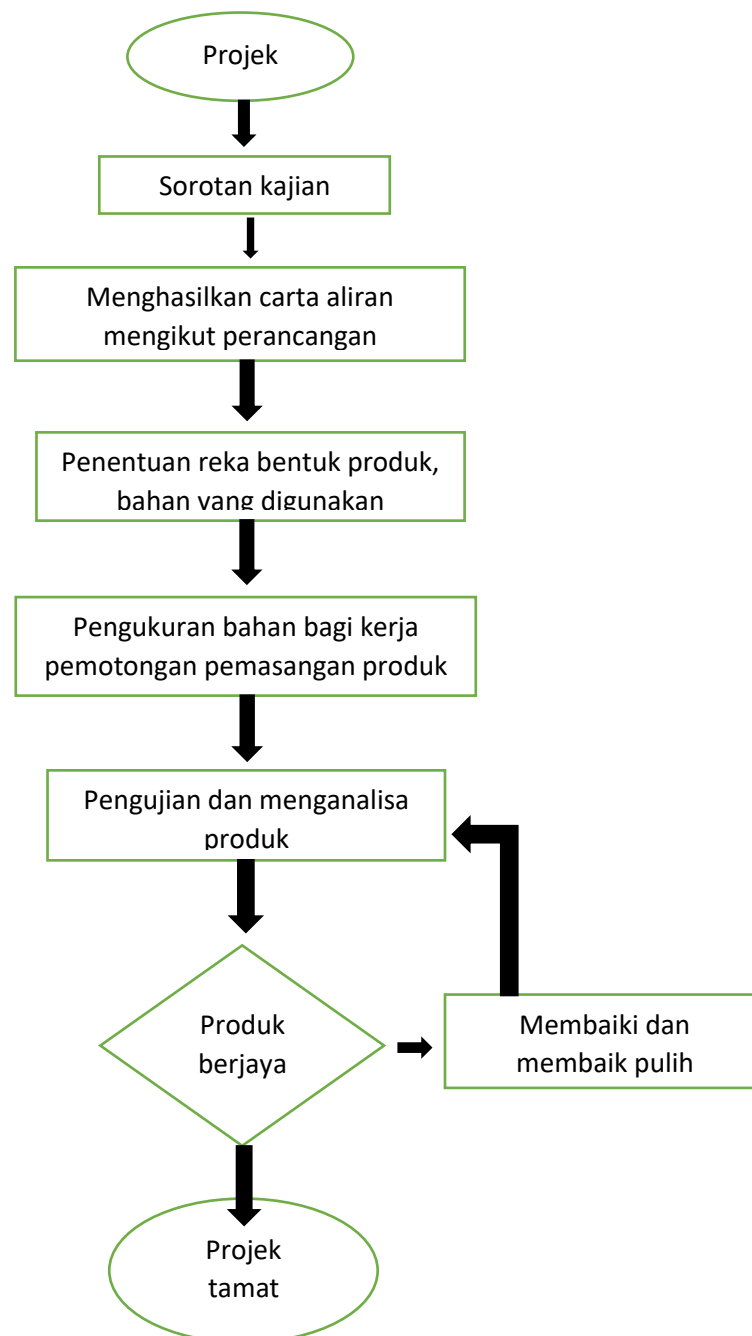 Projek
Sorotan kajian
Menghasilkan carta aliran
mengikut perancangan
Penentuan reka bentuk produk,
bahan yang digunakan
Pengukuran bahan bagi kerja
pemotongan pemasangan produk
Pengujian dan menganalisa
produk
Produk
berjaya
Membaiki dan
membaik pulih
Projek
tamat